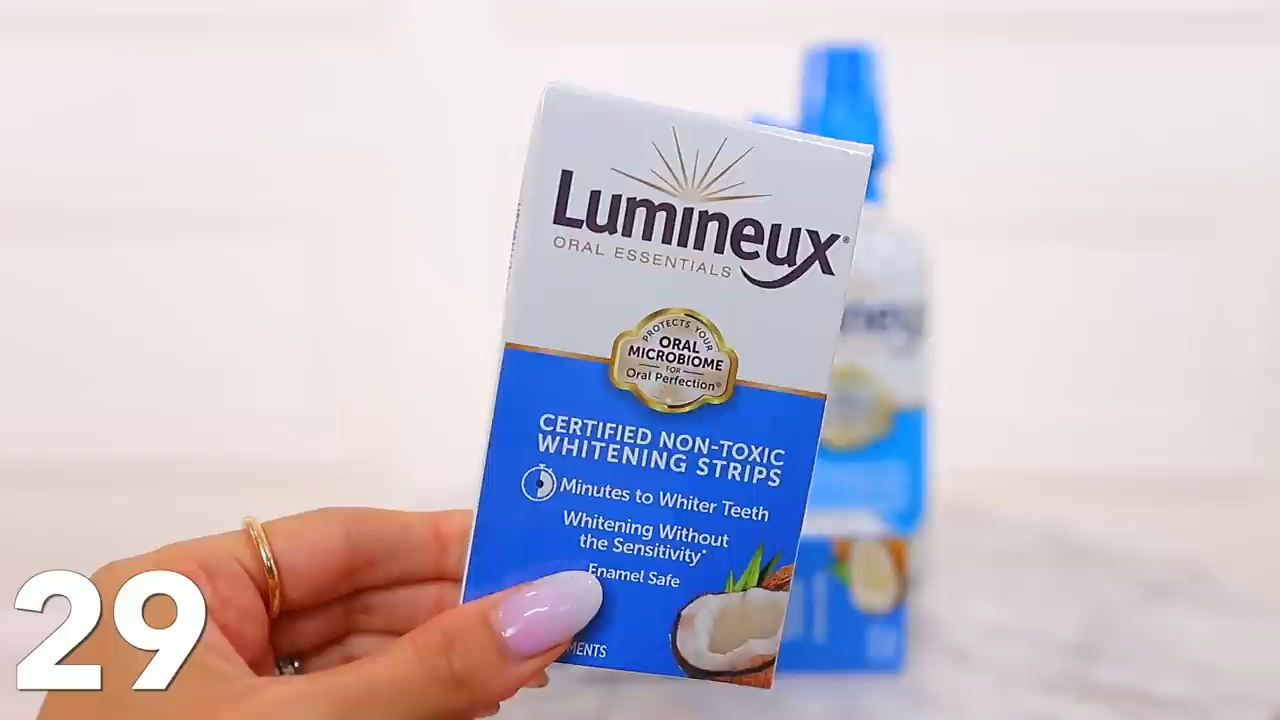 Lumineux®
ORAL ESSENTIALS
PROTECTS YOUR
ORAL
MICROBIOME
FOR
Oral Perfection®
CERTIFIED NON-TOXIC
WHITENING STRIPS
Minutes to Whiter Teeth
Whitening Without
the Sensitivity*
Enamel Safe
29